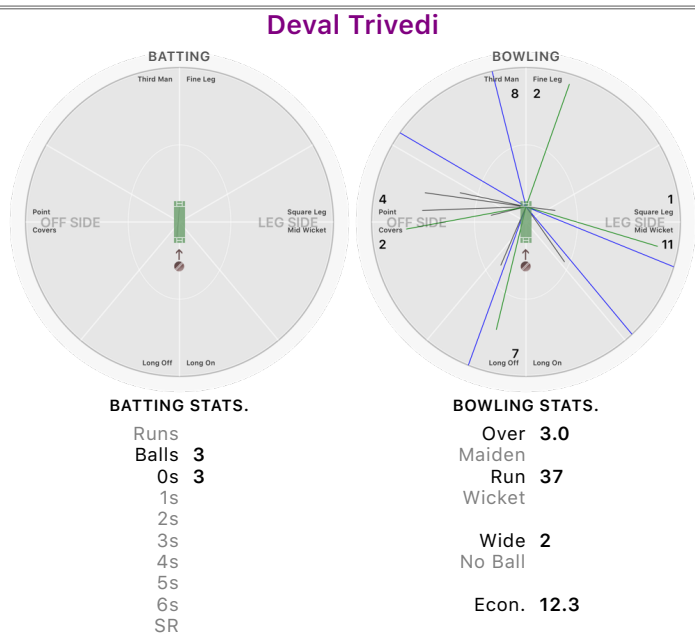 Deval Trivedi
BATTING
Third Man Fine Leg
Point
OFF SIDE
Covers
Square Leg
LEG SIDE
Mid Wicket
Long Off Long On
BOWLING
Third Man Fine Leg
8 2
4
Point
OFF SIDE
Covers
2
1
Square Leg
LEG SIDE
Mid Wicket
11
7
Long Off Long On
BATTING STATS.
Runs
Balls 3
0s 3
1s
2s
3s
4s
5s
6s
SR
BOWLING STATS.
Over 3.0
Maiden
Run 37
Wicket
Wide 2
No Ball
Econ. 12.3